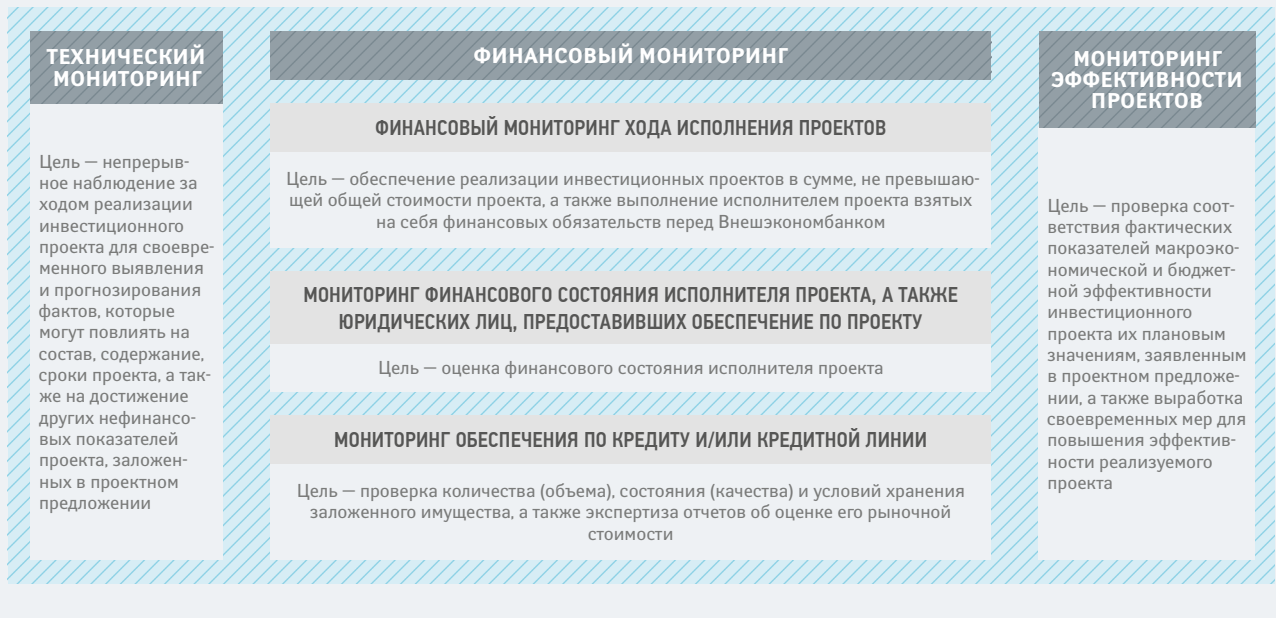 ТЕХНИЧЕСКИЙ
МОНИТОРИНГ
Цель — непрерыв-
ное наблюдение за
ходом реализации
инвестиционного
проекта для своевре-
менного выявления
и прогнозирования
фактов, которые
могут повлиять на
состав, содержание,
сроки проекта, а так-
же на достижение
других нефинансо-
вых показателей
проекта, заложен-
ных в проектном
предложении
ФИНАНСОВЫЙ МОНИТОРИНГ
ФИНАНСОВЫЙ МОНИТОРИНГ ХОДА ИСПОЛНЕНИЯ ПРОЕКТОВ
Цель — обеспечение реализации инвестиционных проектов в сумме, не превышаю-
щей общей стоимости проекта, а также выполнение исполнителем проекта взятых
на себя финансовых обязательств перед Внешэкономбанком
МОНИТОРИНГ ФИНАНСОВОГО СОСТОЯНИЯ ИСПОЛНИТЕЛЯ ПРОЕКТА, А ТАКЖЕ
ЮРИДИЧЕСКИХ ЛИЦ, ПРЕДОСТАВИВШИХ ОБЕСПЕЧЕНИЕ ПО ПРОЕКТУ
Цель — оценка финансового состояния исполнителя проекта
МОНИТОРИНГ ОБЕСПЕЧЕНИЯ ПО КРЕДИТУ И/ИЛИ КРЕДИТНОЙ ЛИНИИ
Цель — проверка количества (объема), состояния (качества) и условий хранения
заложенного имущества, а также экспертиза отчетов об оценке его рыночной
стоимости
МОНИТОРИНГ
ЭФФЕКТИВНОСТИ
ПРОЕКТОВ
Цель — проверка соот-
ветствия фактических
показателей макроэко-
номической и бюджет-
ной эффективности
инвестиционного
проекта их плановым
значениям, заявленным
в проектном предложе-
нии, а также выработка
своевременных мер для
повышения эффектив-
ности реализуемого
проекта